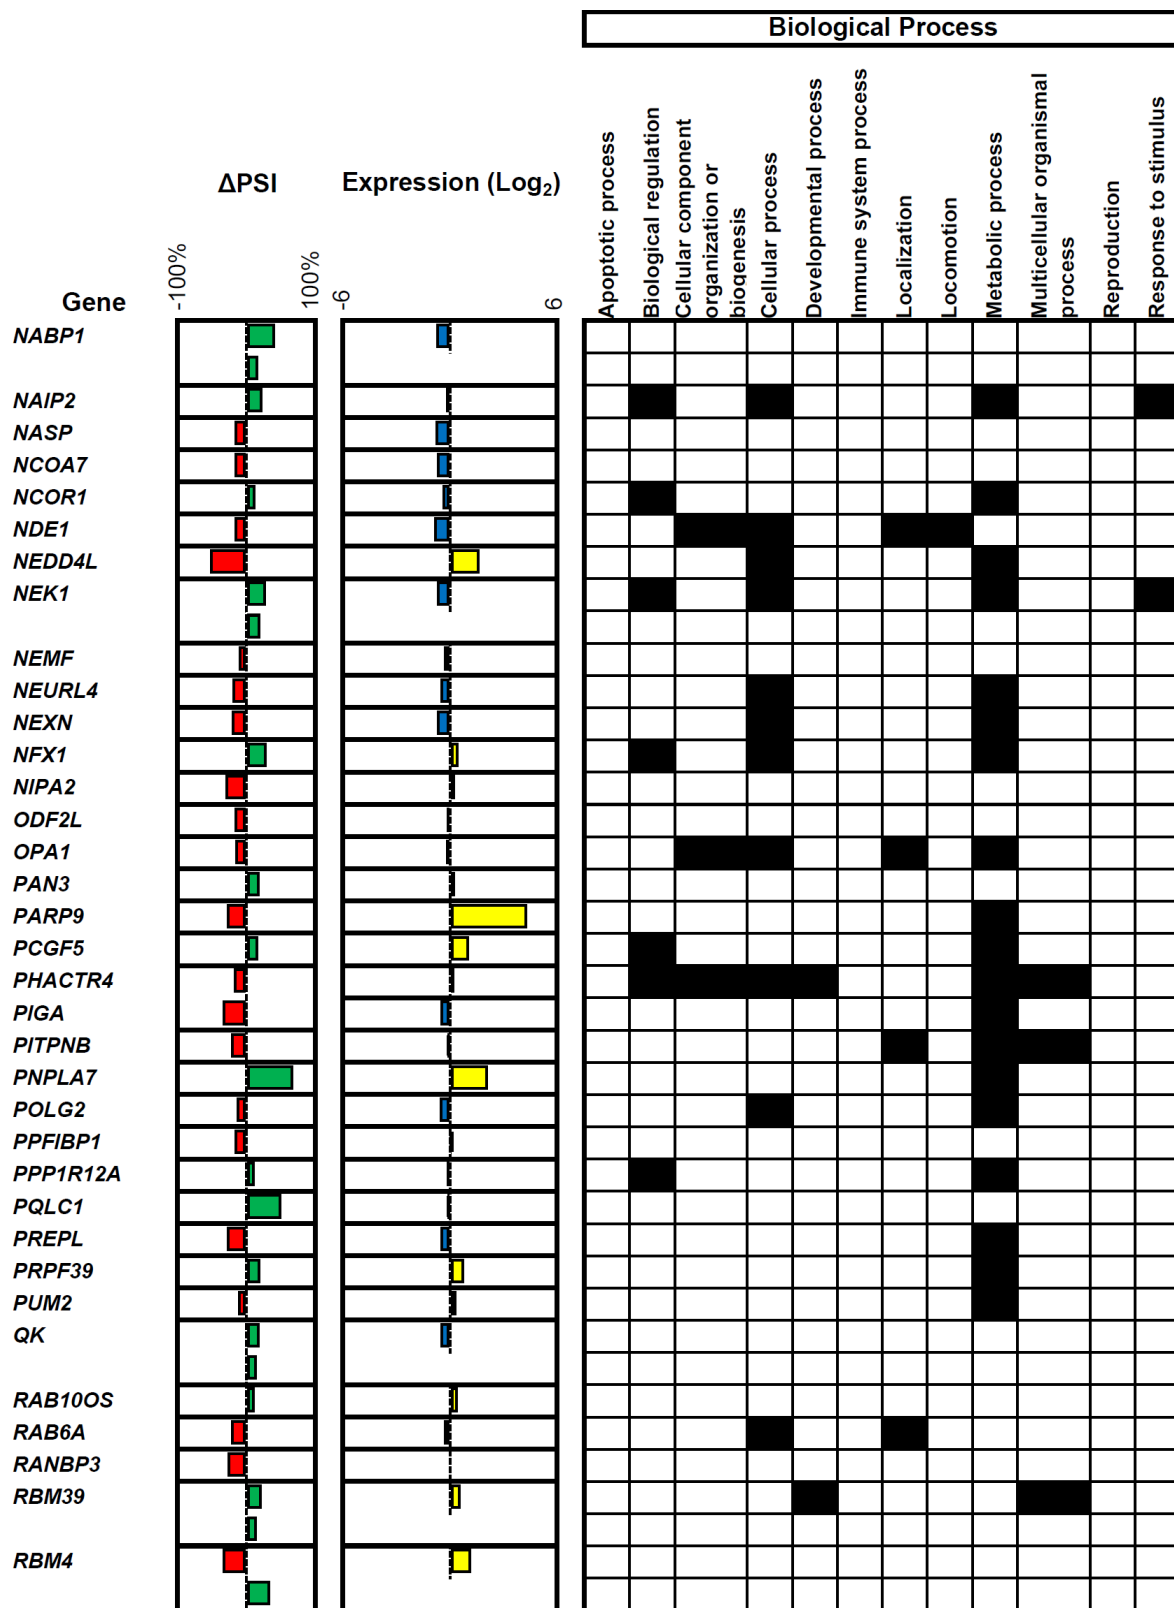 Biological Process
ΔPSI
Expression (Log2)
Gene
-100%
100%
-6
6
Apoptotic process
Biological regulation
Cellular component
organization or
biogenesis
Cellular process
Developmental process
Immune system process
Localization
Locomotion
Metabolic process
Multicellular organismal
process
Reproduction
Response to stimulus
NABP1
NAIP2
NASP
NCOA7
NCOR1
NDE1
NEDD4L
NEK1
NEMF
NEURL4
NEXN
NFX1
NIPA2
ODF2L
OPA1
PAN3
PARP9
PCGF5
PHACTR4
PIGA
PITPNB
PNPLA7
POLG2
PPFIBP1
PPP1R12A
PQLC1
PREPL
PRPF39
PUM2
QK
RAB10OS
RAB6A
RANBP3
RBM39
RBM4